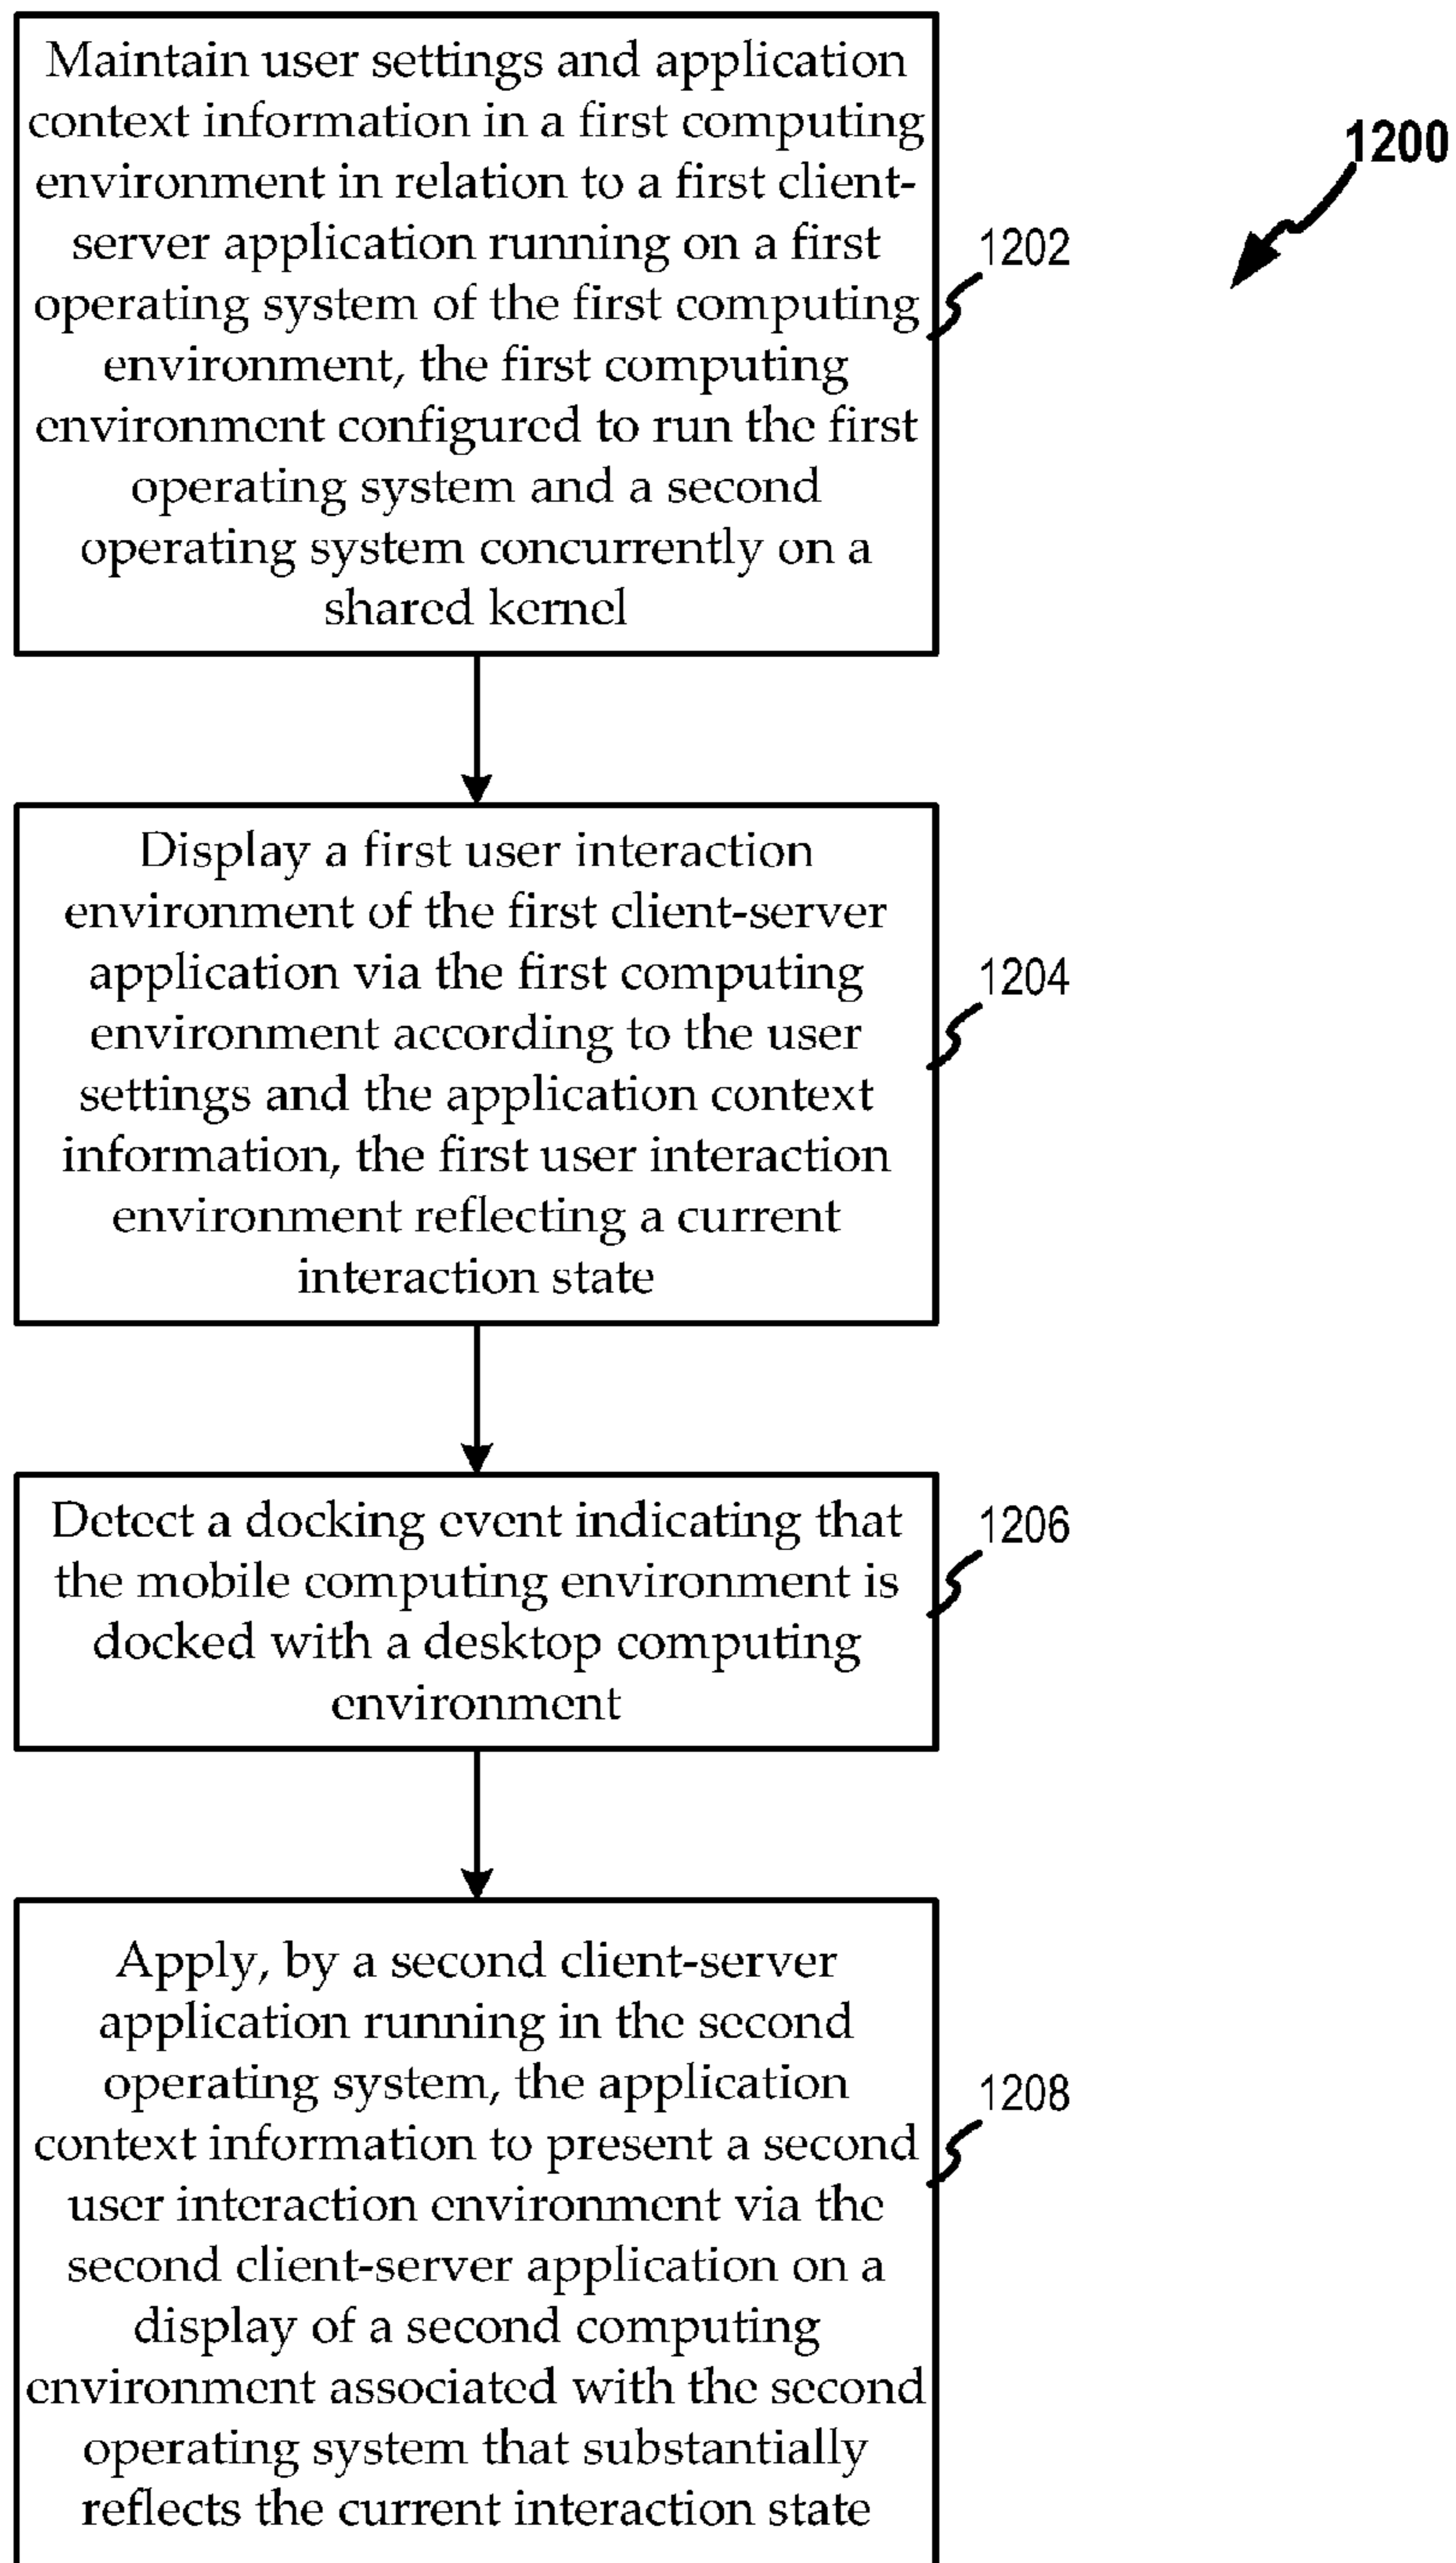 Maintain user settings and application
context information in a first computing
environment in relation to a first client-
server application running on a first
operating system of the first computing
environment, the first computing
environment configured to run the first
operating system and a second
operating system concurrently on a
shared kernel
1202
1200
Display a first user interaction
environment of the first client-server
application via the first computing
environment according to the user
settings and the application context
information, the first user interaction
environment reflecting a current
interaction state
1204
Detect a docking event indicating that
the mobile computing environment is
docked with a desktop computing
environment
1206
Apply, by a second client-server
application running in the second
operating system, the application
context information to present a second
user interaction environment via the
second client-server application on a
display of a second computing
environment associated with the second
operating system that substantially
reflects the current interaction state
1208